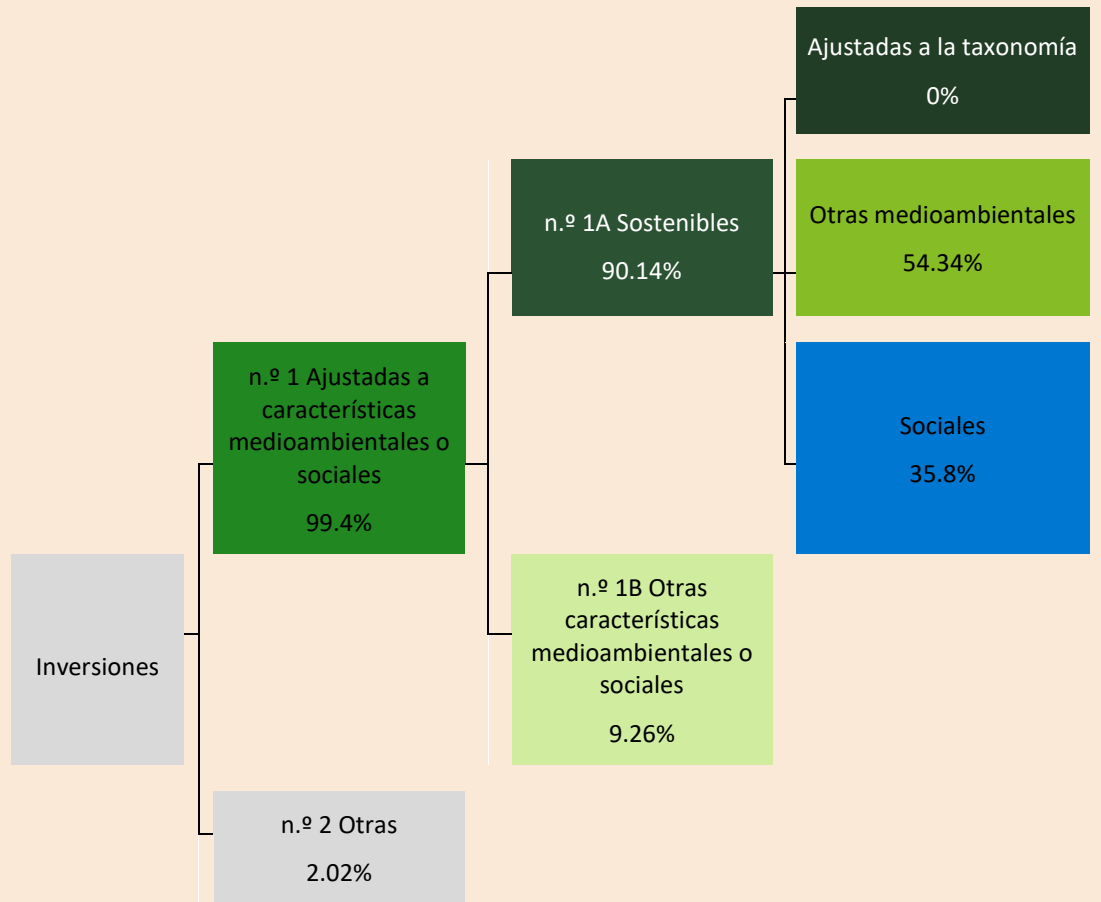 Ajustadas a la taxonomía
0%
n.º 1A Sostenibles
90.14%
Otras medioambientales
54.34%
n.º 1 Ajustadas a
características
medioambientales o
sociales
99.4%
Sociales
35.8%
Inversiones
n.º 1B Otras
características
medioambientales o
sociales
9.26%
n.º 2 Otras
2.02%